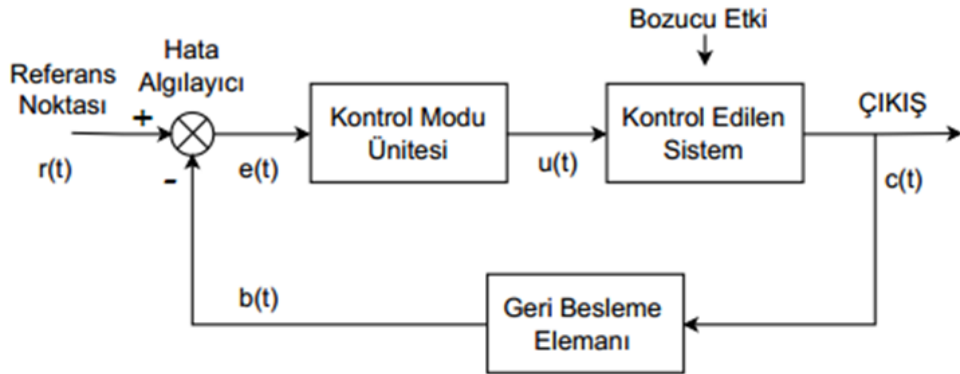 Bozucu Etki
Referans
Noktası
Hata
Algılayıcı
+
-
r(t)
e(t)
Kontrol Modu
Ünitesi
u(t)
Kontrol Edilen
Sistem
ÇIKIŞ
c(t)
b(t)
Geri Besleme
Elemanı